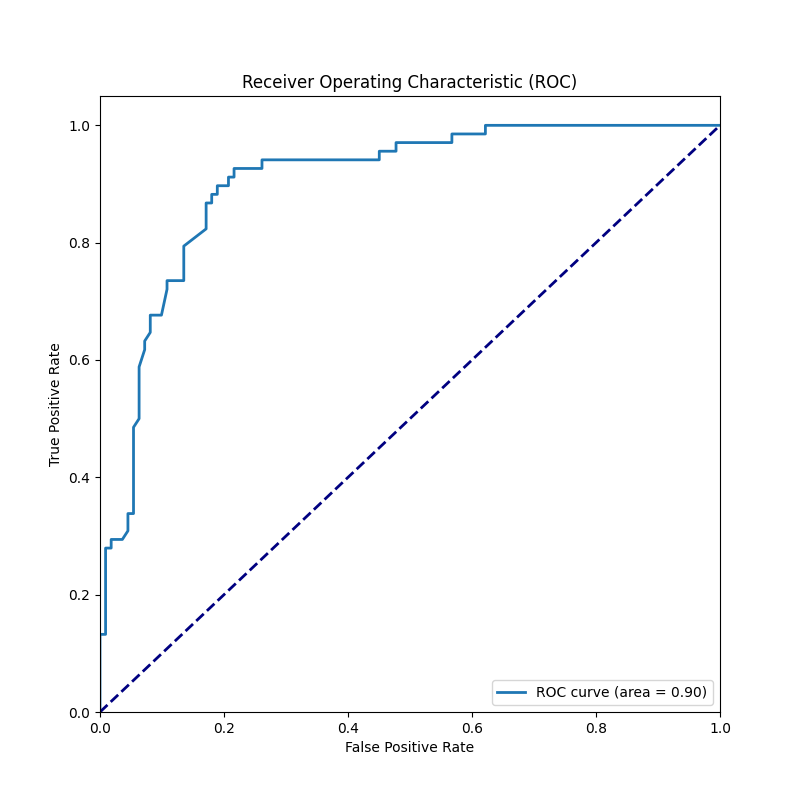 Receiver Operating Characteristic (ROC)
1.0
0.8
0.6
0.4
0.2
0.0
True Positive Rate
ROC curve (area = 0.90)
0.0 0.2 0.4 0.6 0.8 1.0
False Positive Rate